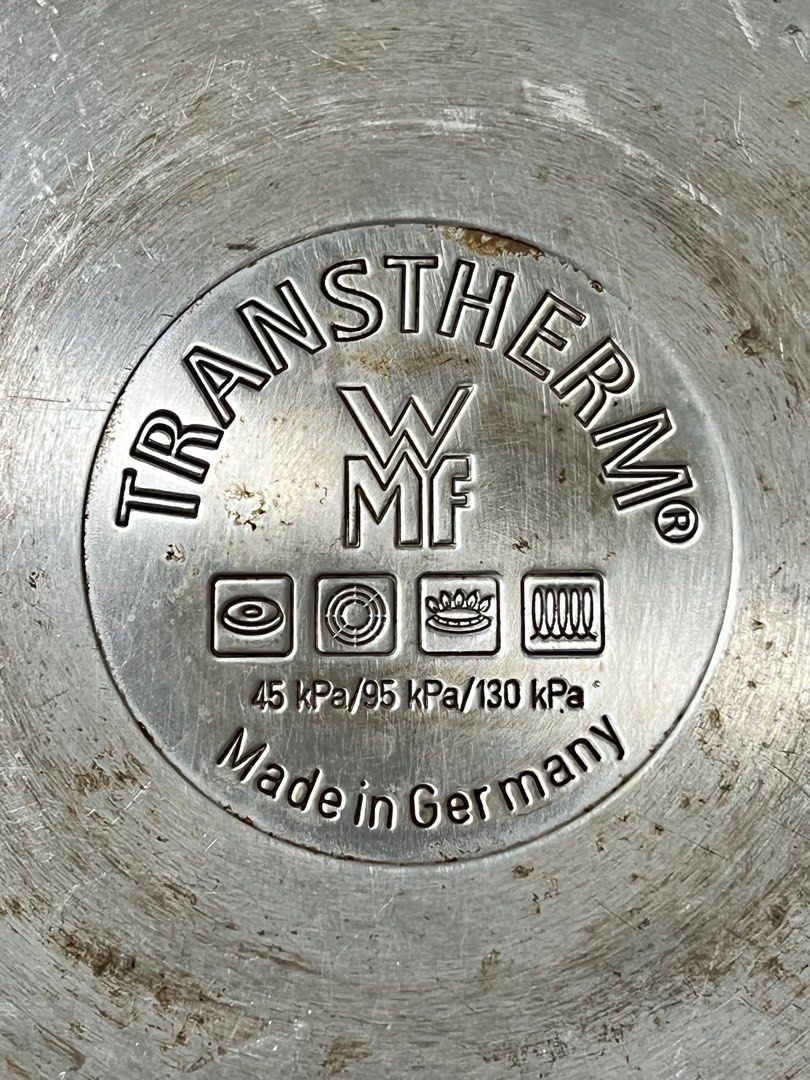 TRANSTHERM®
WMF
45 kPa/95 kPa/130 kPa
Made in Germany